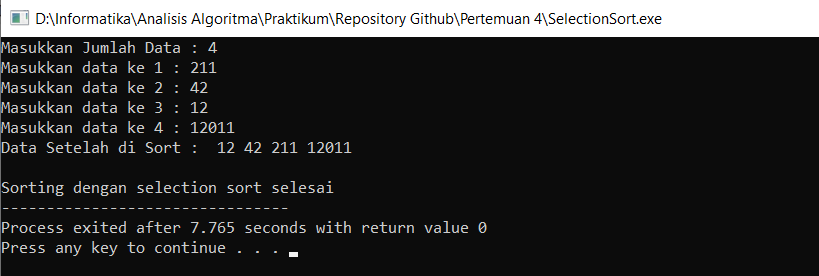 D:\Informatika\Analisis Algoritma\Praktikum\Repository Github\Pertemuan 4\SelectionSort.exe
Masukkan Jumlah Data : 4
Masukkan data ke 1 : 211
Masukkan data ke 2 : 42
Masukkan data ke 3 : 12
Masukkan data ke 4 : 12011
Data Setelah di Sort :  12 42 211 12011
Sorting dengan selection sort selesai
--------------------------------
Process exited after 7.765 seconds with return value 0
Press any key to continue . . .